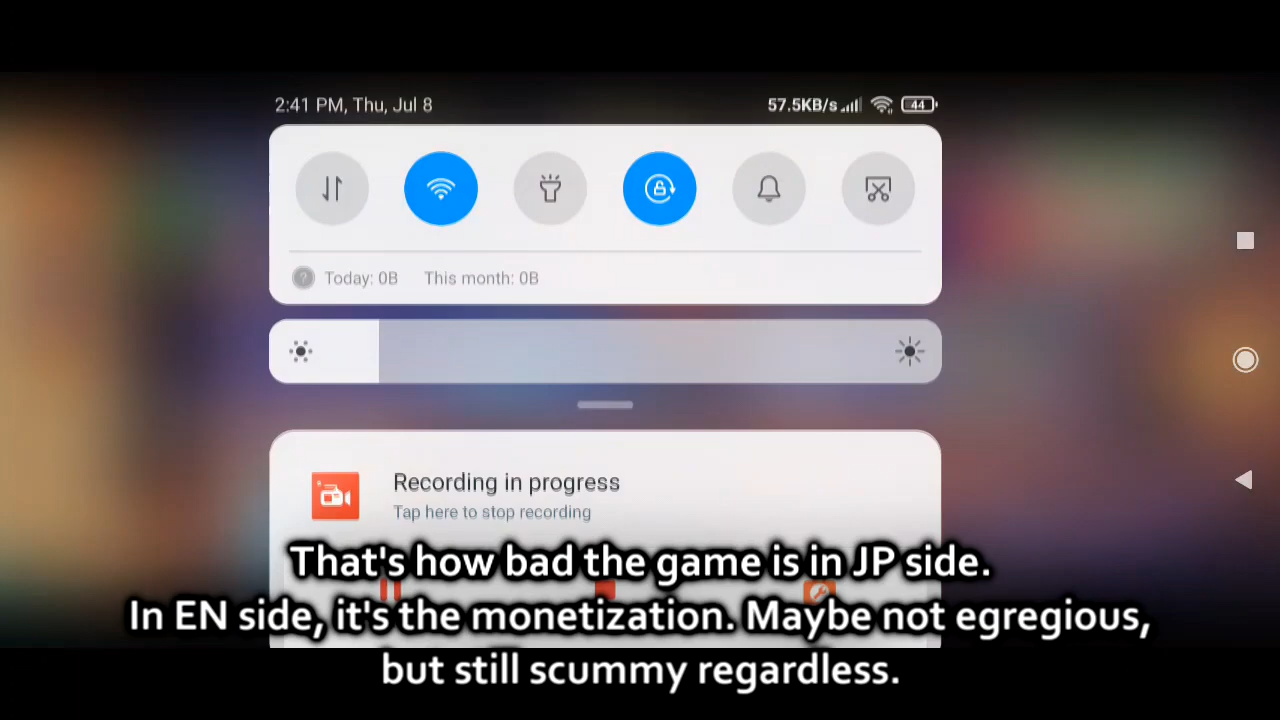 2:41 PM, Thu, Jul 8
57.5KB/s 44
? Today: 0B This month: 0B
Recording in progress
Tap here to stop recording
That's how bad the game is in JP side.
In EN side, it's the monetization. Maybe not egregious,
but still scummy regardless.